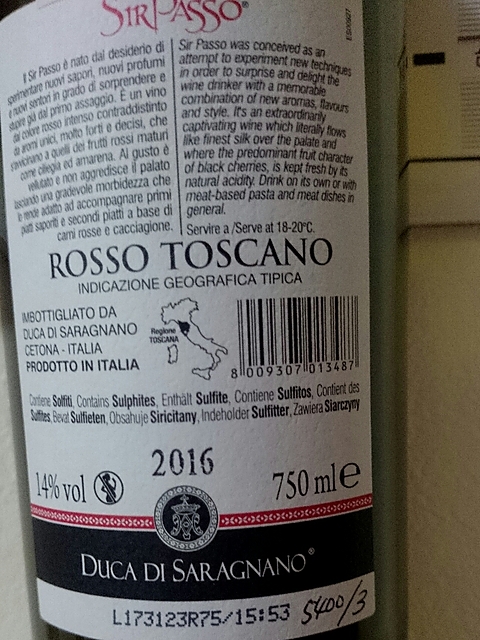 SIR PASSO®
EB00627
Il Sir Passo è nato dal desiderio di
sperimentare nuovi sapori, nuovi profumi
e nuovi sentori in grado di sorprendere e
stupire già dal primo assaggio. È un vino
dal colore rosso intenso contraddistinto
da aromi unici, molto forti e decisi, che
s'avvicinano a quelli dei frutti rossi maturi
come ciliegia ed amarena. Al gusto è
vellutato e non aggredisce il palato
lasciando una gradevole morbidezza che
lo rende adatto ad accompagnare primi
piatti saporiti e secondi piatti a base di
carni rosse e cacciagione.
Sir Passo was conceived as an
attempt to experiment new techniques
in order to surprise and delight the
wine drinker with a memorable
combination of new aromas, flavours
and style. It's an extraordinarily
captivating wine which literally flows
like finest silk over the palate and
where the predominant fruit character
of black cherries, is kept fresh by its
natural acidity. Drink on its own or with
meat-based pasta and meat dishes in
general.
Servire a /Serve at 18-20°C.
ROSSO TOSCANO
INDICAZIONE GEOGRAFICA TIPICA
IMBOTTIGLIATO DA
DUCA DI SARAGNANO
CETONA - ITALIA
PRODOTTO IN ITALIA
Regione
TOSCANA
8 009307 013487
Contiene Solfiti, Contains Sulphites, Enthält Sulfite, Contiene Sulfitos, Contient des
Sulfites, Bevat Sulfieten, Obsahuje Siricitany, Indeholder Sulfitter, Zawiera Siarczyny
2016
14% vol
750 ml e
DUCA DI SARAGNANO®
L173123R75/15:53
5400/3